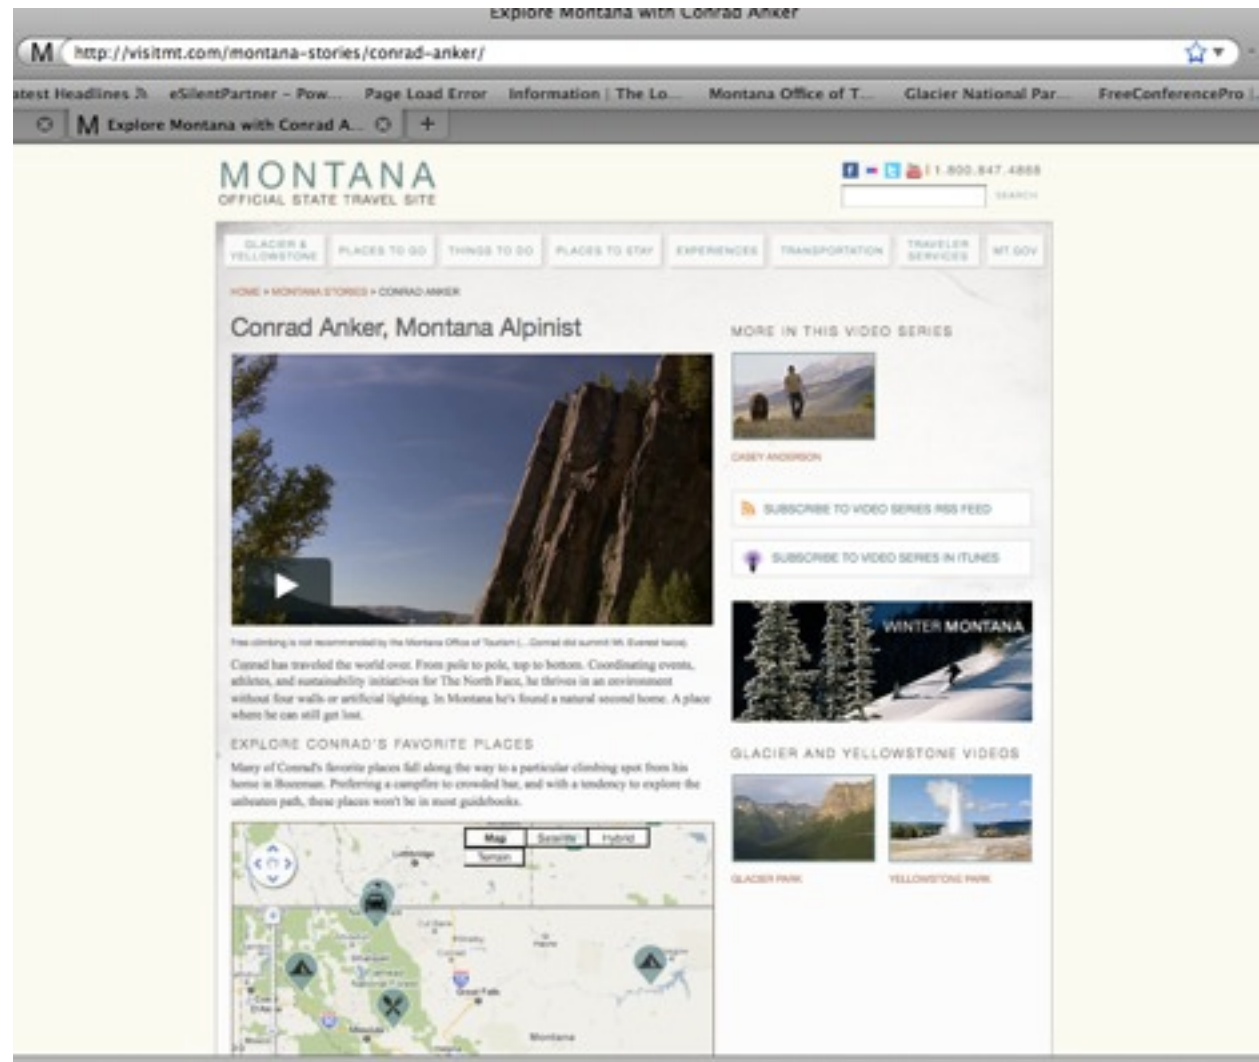 Explore Montana with Conrad Anker
M http://visitmt.com/montana-stories/conrad-anker/
atest Headlines eSilentPartner - Pow... Page Load Error Information | The Lo... Montana Office of T... Glacier National Par... FreeConferencePro |
M Explore Montana with Conrad A... +
MONTANA
OFFICIAL STATE TRAVEL SITE
| 1.800.847.4868
SEARCH
GLACIER & YELLOWSTONE
PLACES TO GO
THINGS TO DO
PLACES TO STAY
EXPERIENCES
TRANSPORTATION
TRAVELER SERVICES
MT.GOV
HOME > MONTANA STORIES > CONRAD ANKER
Conrad Anker, Montana Alpinist
Free climbing is not recommended by the Montana Office of Tourism (...Conrad did summit Mt. Everest twice)
Conrad has traveled the world over. From pole to pole, top to bottom. Coordinating events,
athletes, and sustainability initiatives for The North Face, he thrives in an environment
without four walls or artificial lighting. In Montana he's found a natural second home. A place
where he can still get lost.
EXPLORE CONRAD'S FAVORITE PLACES
Many of Conrad's favorite places fall along the way to a particular climbing spot from his
home in Bozeman. Preferring a campfire to crowded bar, and with a tendency to explore the
unbeaten path, these places won't be in most guidebooks.
Map Satellite Hybrid
Terrain
Lethbridge
Cut Bank
Conrad
Havre
Great Falls
Missoula
Montana
Helena
MORE IN THIS VIDEO SERIES
CASEY ANDERSON
SUBSCRIBE TO VIDEO SERIES RSS FEED
SUBSCRIBE TO VIDEO SERIES IN ITUNES
WINTER MONTANA
GLACIER AND YELLOWSTONE VIDEOS
GLACIER PARK
YELLOWSTONE PARK